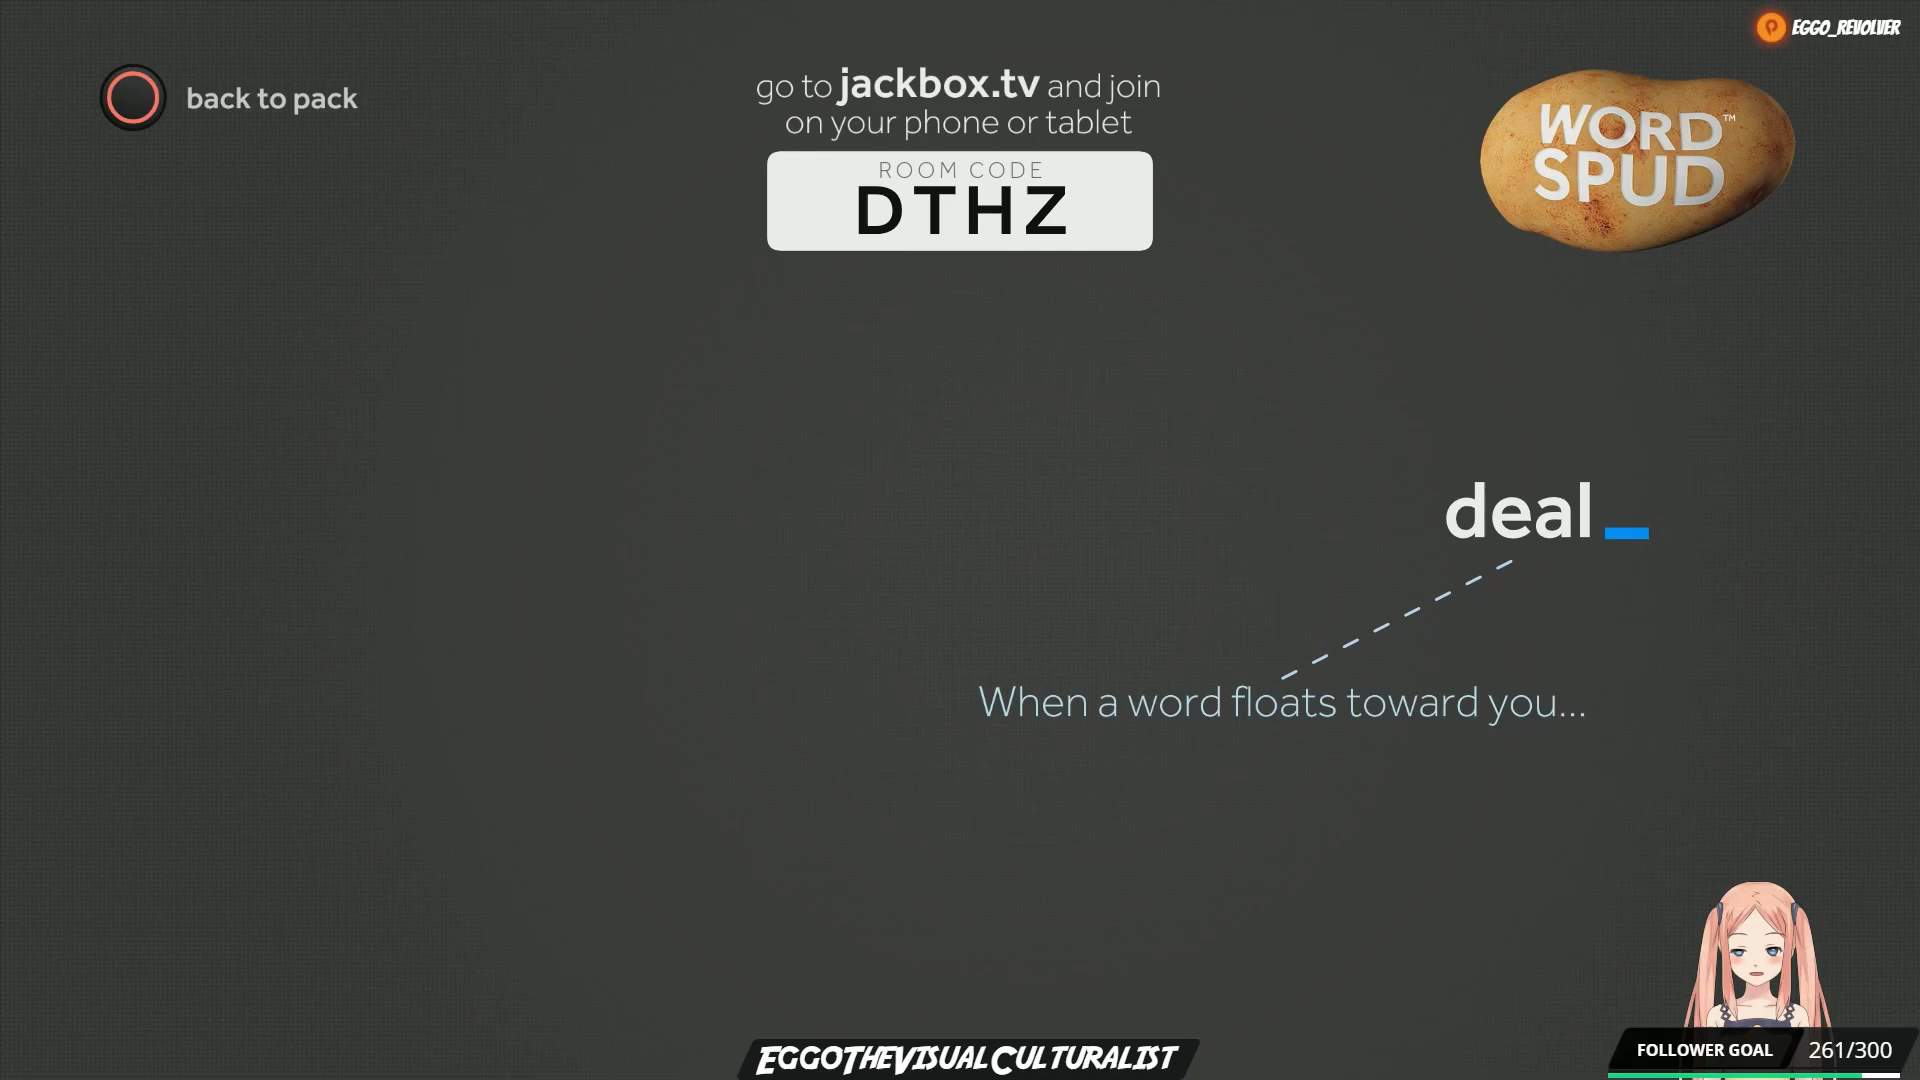 EGGO_REVOLVER
back to pack
go to jackbox.tv and join
on your phone or tablet
ROOM CODE
DTHZ
WORD™
SPUD
deal
When a word floats toward you...
EGGOTHEVISUALCULTURALIST
FOLLOWER GOAL 261/300